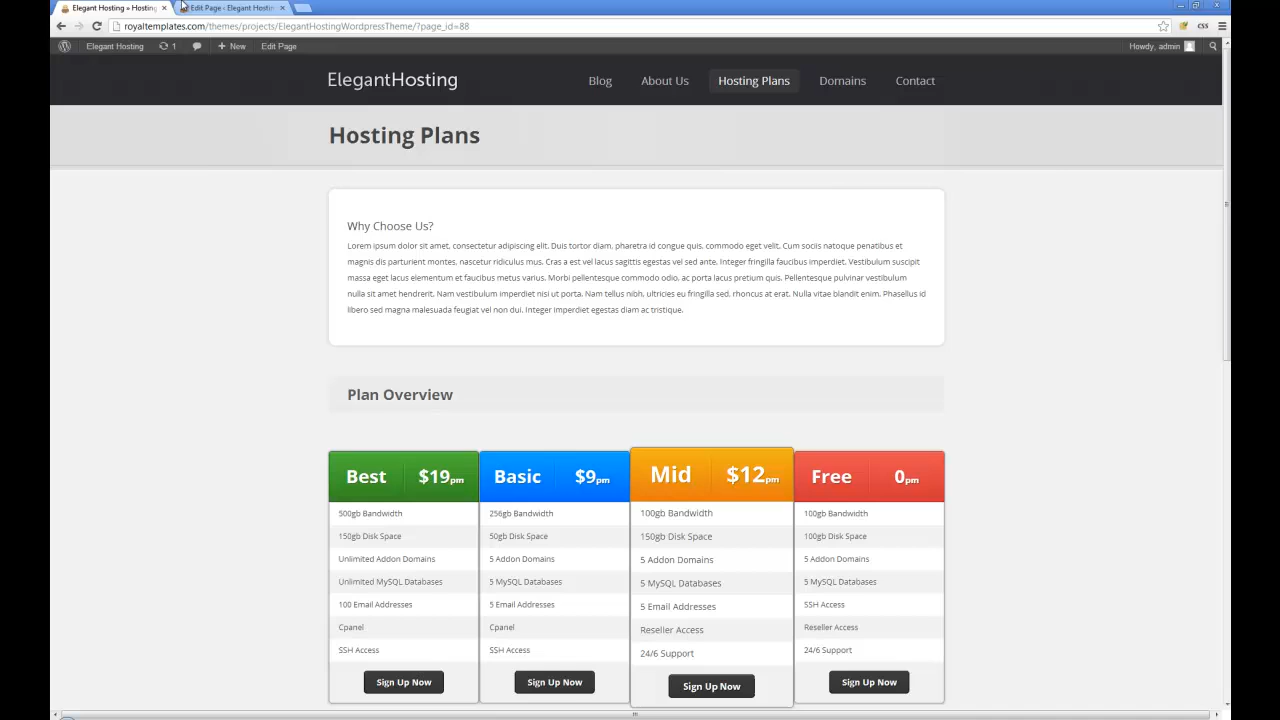 Elegant Hosting » Hosting
Edit Page ‹ Elegant Hostin
royaltemplates.com/themes/projects/ElegantHostingWordpressTheme/?page_id=88
css
Elegant Hosting 1 + New Edit Page Howdy, admin
ElegantHosting Blog About Us Hosting Plans Domains Contact
Hosting Plans
Why Choose Us?
Lorem ipsum dolor sit amet, consectetur adipiscing elit. Duis tortor diam, pharetra id congue quis, commodo eget velit. Cum sociis natoque penatibus et
magnis dis parturient montes, nascetur ridiculus mus. Cras a est vel lacus sagittis egestas vel sed ante. Integer fringilla faucibus imperdiet. Vestibulum suscipit
massa eget lacus elementum et faucibus metus varius. Morbi pellentesque commodo odio, ac porta lacus pretium quis. Pellentesque pulvinar vestibulum
nulla sit amet hendrerit. Nam vestibulum imperdiet nisi ut porta. Nam tellus nibh, ultricies eu fringilla sed, rhoncus at erat. Nulla vitae blandit enim. Phasellus id
libero sed magna malesuada feugiat vel non dui. Integer imperdiet egestas diam ac tristique.
Plan Overview
Best $19pm
500gb Bandwidth
150gb Disk Space
Unlimited Addon Domains
Unlimited MySQL Databases
100 Email Addresses
Cpanel
SSH Access
Sign Up Now
Basic $9pm
256gb Bandwidth
50gb Disk Space
5 Addon Domains
5 MySQL Databases
5 Email Addresses
Cpanel
SSH Access
Sign Up Now
Mid $12pm
100gb Bandwidth
150gb Disk Space
5 Addon Domains
5 MySQL Databases
5 Email Addresses
Reseller Access
24/6 Support
Sign Up Now
Free 0pm
100gb Bandwidth
100gb Disk Space
5 Addon Domains
5 MySQL Databases
SSH Access
Reseller Access
24/6 Support
Sign Up Now